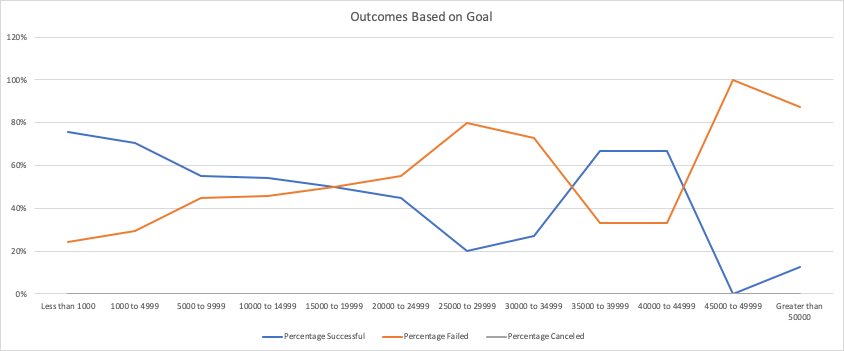 Outcomes Based on Goal
120%
100%
80%
60%
40%
20%
0%
Less than 1000 1000 to 4999 5000 to 9999 10000 to 14999 15000 to 19999 20000 to 24999 25000 to 29999 30000 to 34999 35000 to 39999 40000 to 44999 45000 to 49999 Greater than
50000
Percentage Successful Percentage Failed Percentage Canceled